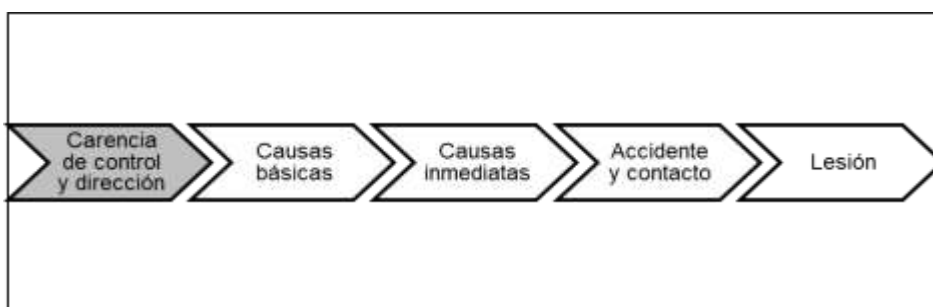 Carencia
de control
y dirección
Causas
básicas
Causas
inmediatas
Accidente
y contacto
Lesión